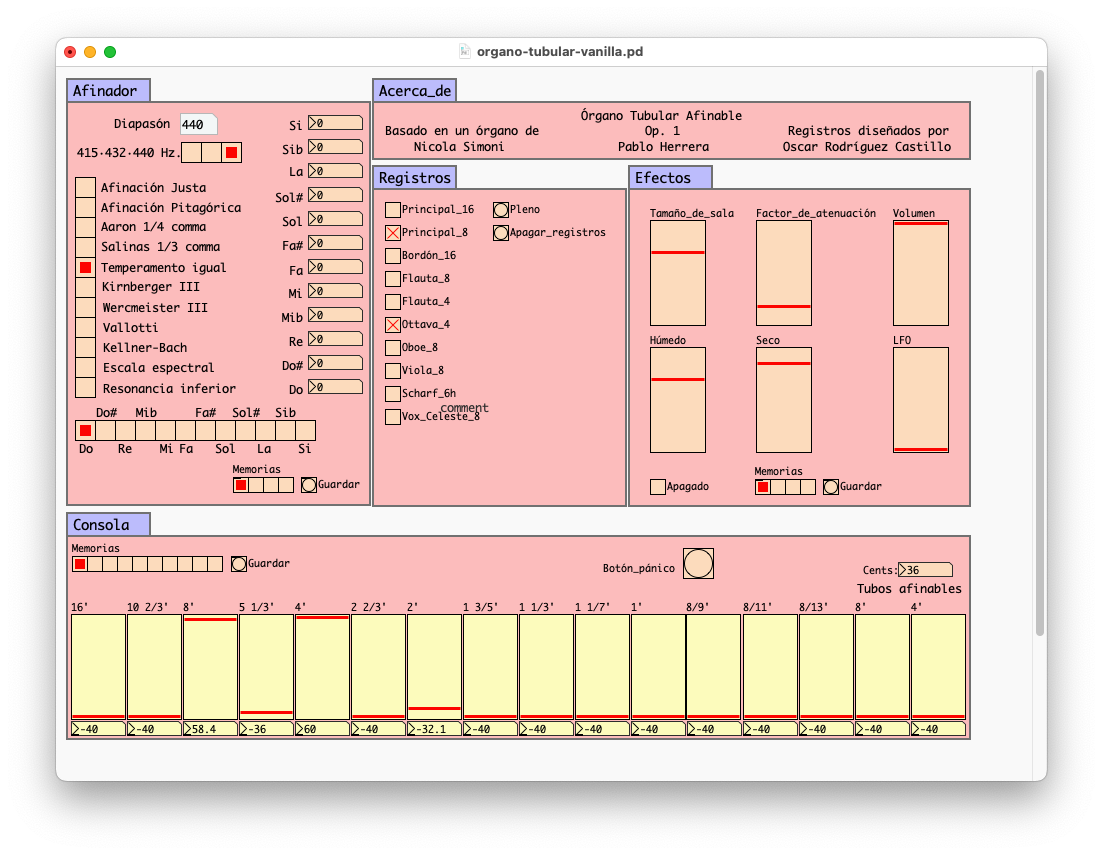 organo-tubular-vanilla.pd
Afinador
Diapasón 440
415·432·440 Hz.
Afinación Justa
Afinación Pitagórica
Aaron 1/4 comma
Salinas 1/3 comma
Temperamento igual
Kirnberger III
Wercmeister III
Vallotti
Kellner-Bach
Escala espectral
Resonancia inferior
Si 0
Sib 0
La 0
Sol# 0
Sol 0
Fa# 0
Fa 0
Mi 0
Mib 0
Re 0
Do# 0
Do 0
Do# Mib Fa# Sol# Sib
Do Re Mi Fa Sol La Si
Memorias
Guardar
Acerca_de
Órgano Tubular Afinable
Basado en un órgano de Op. 1 Registros diseñados por
Nicola Simoni Pablo Herrera Oscar Rodríguez Castillo
Registros
Principal_16 Pleno
Principal_8 Apagar_registros
Bordón_16
Flauta_8
Flauta_4
Ottava_4
Oboe_8
Viola_8
Scharf_6h
comment
Vox_Celeste_8
Efectos
Tamaño_de_sala Factor_de_atenuación Volumen
Húmedo Seco LFO
Memorias
Apagado Guardar
Consola
Memorias
Guardar
Botón_pánico
Cents: 36
Tubos afinables
16' 10 2/3' 8' 5 1/3' 4' 2 2/3' 2' 1 3/5' 1 1/3' 1 1/7' 1' 8/9' 8/11' 8/13' 8' 4'
-40 -40 58.4 -36 60 -40 -32.1 -40 -40 -40 -40 -40 -40 -40 -40 -40